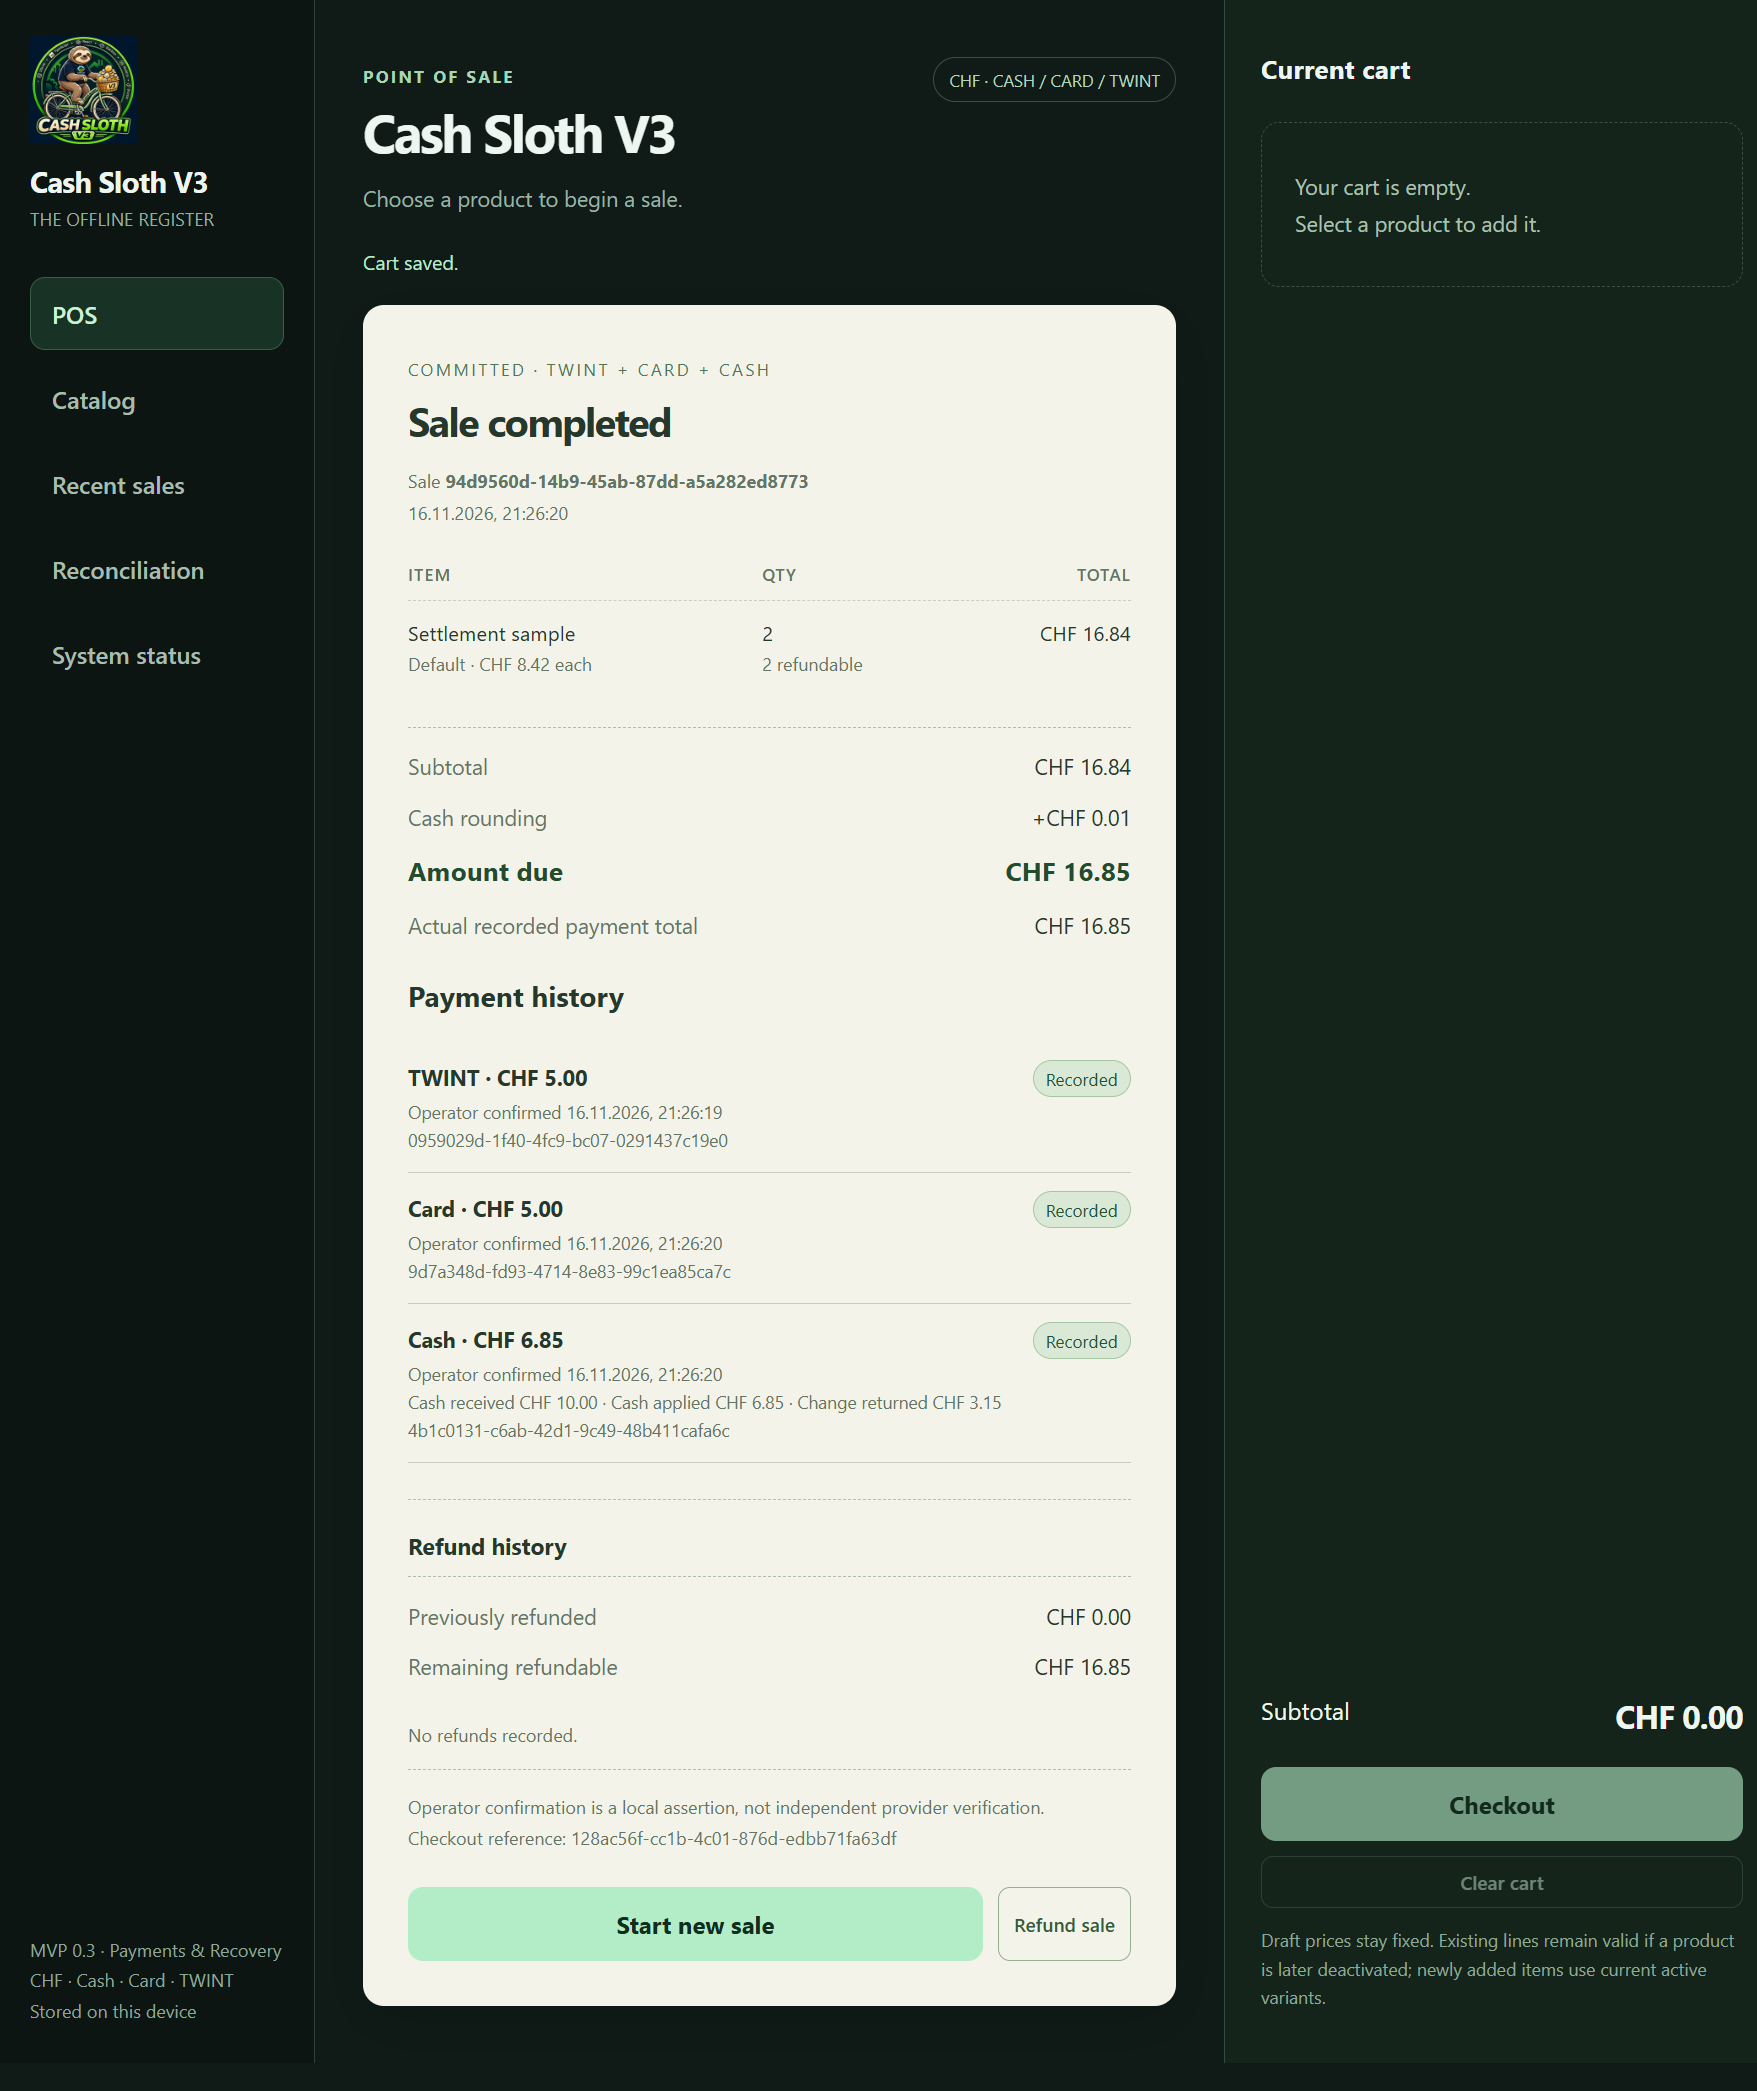 CASH SLOTH
V3
Cash Sloth V3
THE OFFLINE REGISTER
POS
Catalog
Recent sales
Reconciliation
System status
MVP 0.3 · Payments & Recovery
CHF · Cash · Card · TWINT
Stored on this device
POINT OF SALE
CHF · CASH / CARD / TWINT
Cash Sloth V3
Choose a product to begin a sale.
Cart saved.
COMMITTED · TWINT + CARD + CASH
Sale completed
Sale 94d9560d-14b9-45ab-87dd-a5a282ed8773
16.11.2026, 21:26:20
ITEM QTY TOTAL
Settlement sample 2 CHF 16.84
Default · CHF 8.42 each 2 refundable
Subtotal CHF 16.84
Cash rounding +CHF 0.01
Amount due CHF 16.85
Actual recorded payment total CHF 16.85
Payment history
TWINT · CHF 5.00 Recorded
Operator confirmed 16.11.2026, 21:26:19
0959029d-1f40-4fc9-bc07-0291437c19e0
Card · CHF 5.00 Recorded
Operator confirmed 16.11.2026, 21:26:20
9d7a348d-fd93-4714-8e83-99c1ea85ca7c
Cash · CHF 6.85 Recorded
Operator confirmed 16.11.2026, 21:26:20
Cash received CHF 10.00 · Cash applied CHF 6.85 · Change returned CHF 3.15
4b1c0131-c6ab-42d1-9c49-48b411cafa6c
Refund history
Previously refunded CHF 0.00
Remaining refundable CHF 16.85
No refunds recorded.
Operator confirmation is a local assertion, not independent provider verification.
Checkout reference: 128ac56f-cc1b-4c01-876d-edbb71fa63df
Start new sale
Refund sale
Current cart
Your cart is empty.
Select a product to add it.
Subtotal CHF 0.00
Checkout
Clear cart
Draft prices stay fixed. Existing lines remain valid if a product
is later deactivated; newly added items use current active
variants.